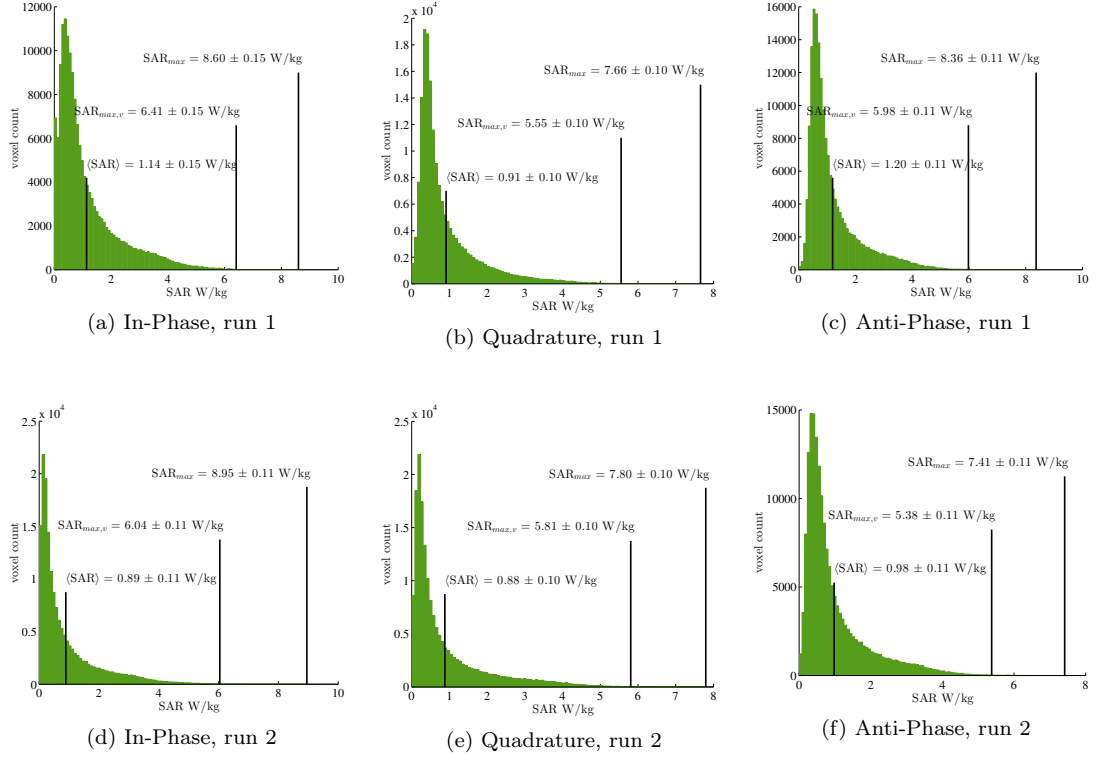 12000
10000
8000
6000
4000
2000
0
voxel count
SAR_max = 8.60 ± 0.15 W/kg
SAR_max,v = 6.41 ± 0.15 W/kg
⟨SAR⟩ = 1.14 ± 0.15 W/kg
0 2 4 6 8 10
SAR W/kg
(a) In-Phase, run 1
x 10^4
2
1.8
1.6
1.4
1.2
1
0.8
0.6
0.4
0.2
0
voxel count
SAR_max = 7.66 ± 0.10 W/kg
SAR_max,v = 5.55 ± 0.10 W/kg
⟨SAR⟩ = 0.91 ± 0.10 W/kg
0 1 2 3 4 5 6 7 8
SAR W/kg
(b) Quadrature, run 1
16000
14000
12000
10000
8000
6000
4000
2000
0
voxel count
SAR_max = 8.36 ± 0.11 W/kg
SAR_max,v = 5.98 ± 0.11 W/kg
⟨SAR⟩ = 1.20 ± 0.11 W/kg
0 2 4 6 8 10
SAR W/kg
(c) Anti-Phase, run 1
x 10^4
2.5
2
1.5
1
0.5
0
voxel count
SAR_max = 8.95 ± 0.11 W/kg
SAR_max,v = 6.04 ± 0.11 W/kg
⟨SAR⟩ = 0.89 ± 0.11 W/kg
0 2 4 6 8 10
SAR W/kg
(d) In-Phase, run 2
x 10^4
2.5
2
1.5
1
0.5
0
voxel count
SAR_max = 7.80 ± 0.10 W/kg
SAR_max,v = 5.81 ± 0.10 W/kg
⟨SAR⟩ = 0.88 ± 0.10 W/kg
0 1 2 3 4 5 6 7 8
SAR W/kg
(e) Quadrature, run 2
15000
10000
5000
0
voxel count
SAR_max = 7.41 ± 0.11 W/kg
SAR_max,v = 5.38 ± 0.11 W/kg
⟨SAR⟩ = 0.98 ± 0.11 W/kg
0 2 4 6 8
SAR W/kg
(f) Anti-Phase, run 2